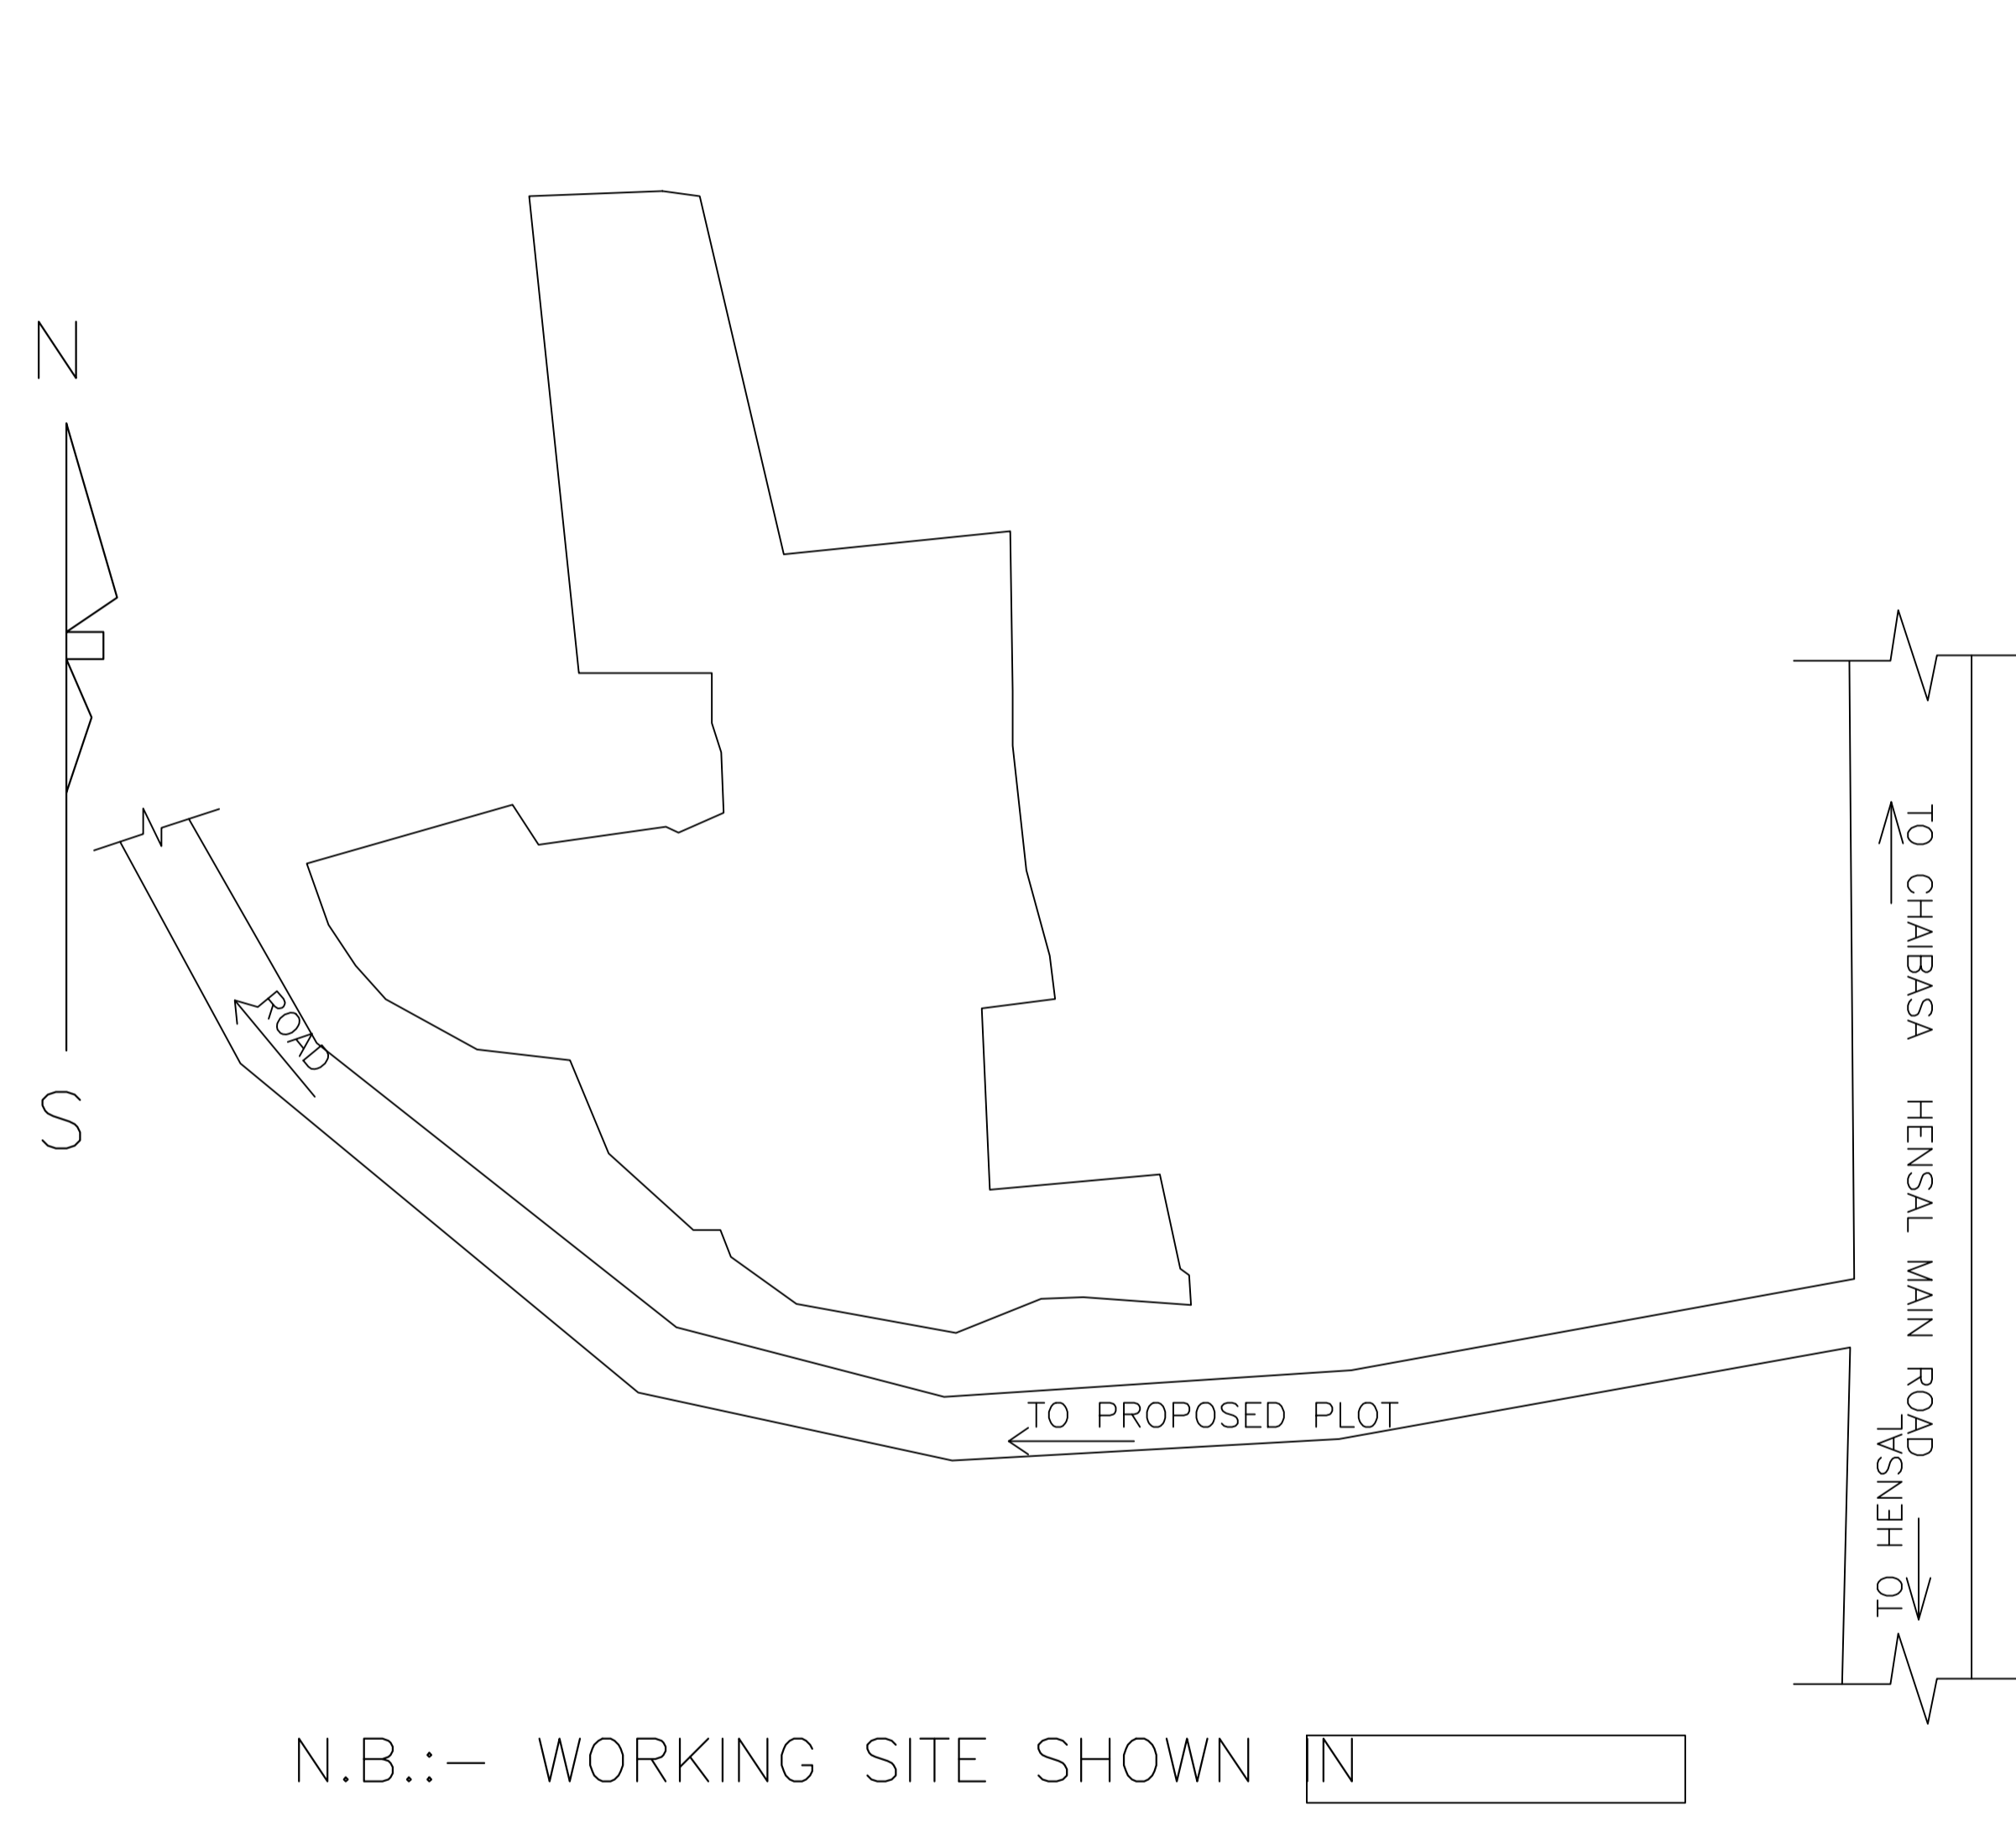 N
S
ROAD
TO CHAIBASA
HENSAL MAIN ROAD
TO HENSAL
TO PROPOSED PLOT
N.B.:- WORKING SITE SHOWN IN